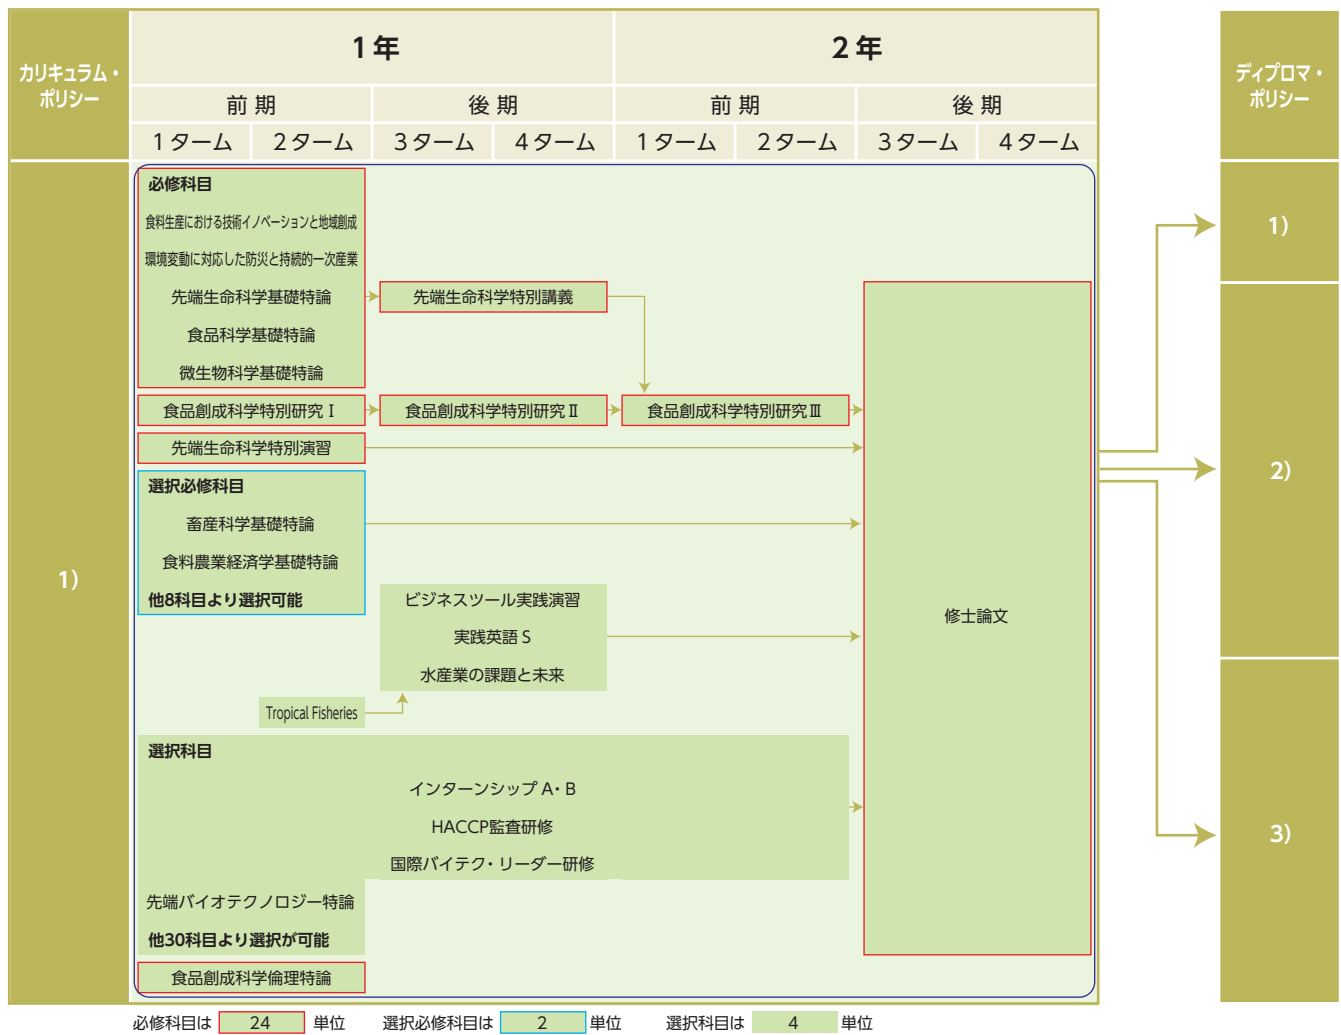 カリキュラム・
ポリシー
1年
2年
ディプロマ・
ポリシー
前期
後期
前期
後期
1ターム
2ターム
3ターム
4ターム
1ターム
2ターム
3ターム
4ターム
1)
必修科目
食料生産における技術イノベーションと地域創成
環境変動に対応した防災と持続的一次産業
先端生命科学基礎特論
先端生命科学特別講義
食品科学基礎特論
微生物科学基礎特論
食品創成科学特別研究Ⅰ
食品創成科学特別研究Ⅱ
食品創成科学特別研究Ⅲ
先端生命科学特別演習
選択必修科目
畜産科学基礎特論
食料農業経済学基礎特論
他8科目より選択可能
ビジネスツール実践演習
実践英語 S
水産業の課題と未来
Tropical Fisheries
選択科目
インターンシップ A・B
HACCP監査研修
国際バイテク・リーダー研修
先端バイオテクノロジー特論
他30科目より選択が可能
食品創成科学倫理特論
修士論文
1)
2)
3)
必修科目は 24 単位 選択必修科目は 2 単位 選択科目は 4 単位